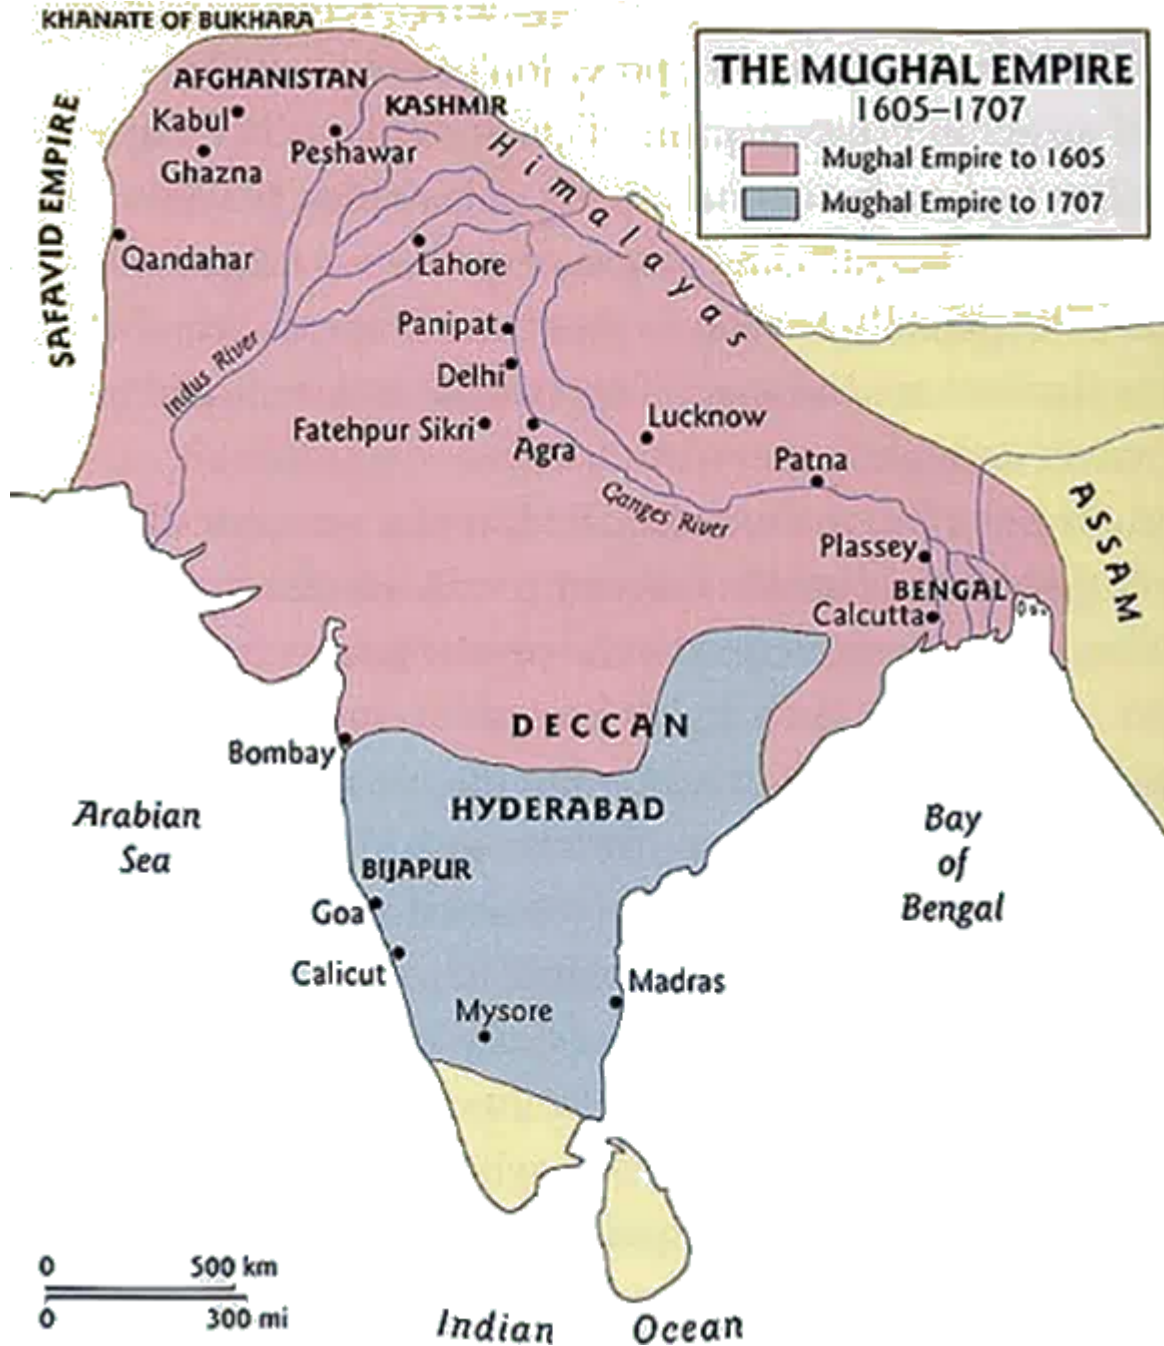 KHANATE OF BUKHARA
THE MUGHAL EMPIRE
1605–1707
Mughal Empire to 1605
Mughal Empire to 1707
SAFAVID EMPIRE
AFGHANISTAN
KASHMIR
Kabul
Peshawar
Ghazna
Himalayas
Qandahar
Lahore
Panipat
Indus River
Delhi
Lucknow
Fatehpur Sikri
Agra
Patna
Ganges River
ASSAM
Plassey
BENGAL
Calcutta
DECCAN
Bombay
HYDERABAD
Arabian
Sea
Bay
of
Bengal
BIJAPUR
Goa
Calicut
Madras
Mysore
0 500 km
0 300 mi
Indian Ocean